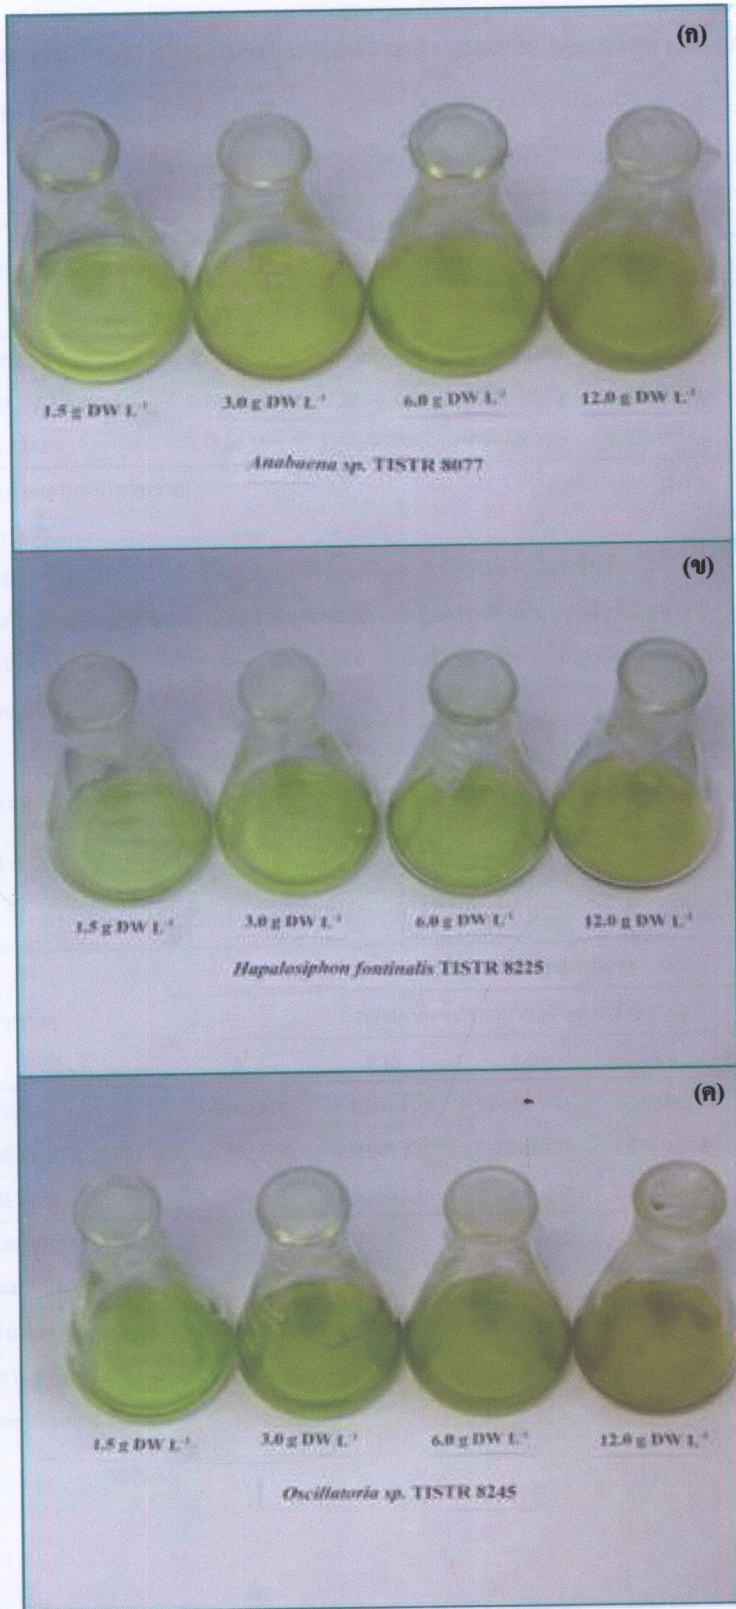 (ก)
1.5 g DW L⁻¹ 3.0 g DW L⁻¹ 6.0 g DW L⁻¹ 12.0 g DW L⁻¹
Anabaena sp. TISTR 8077
(ข)
1.5 g DW L⁻¹ 3.0 g DW L⁻¹ 6.0 g DW L⁻¹ 12.0 g DW L⁻¹
Hapalosiphon fontinalis TISTR 8225
(ค)
1.5 g DW L⁻¹ 3.0 g DW L⁻¹ 6.0 g DW L⁻¹ 12.0 g DW L⁻¹
Oscillatoria sp. TISTR 8245